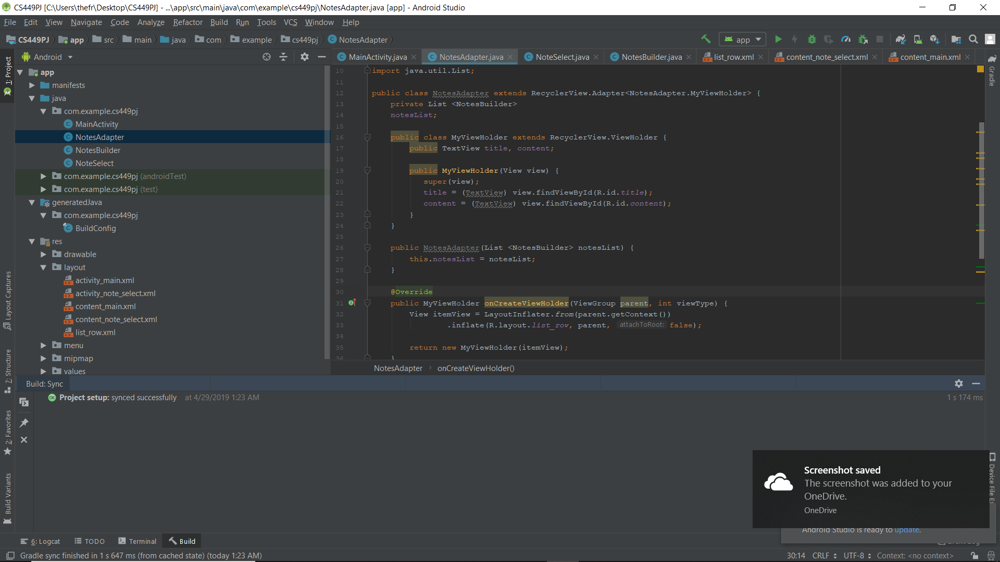 CS449PJ [C:\Users\thefr\Desktop\CS449PJ] - ...\app\src\main\java\com\example\cs449pj\NotesAdapter.java [app] - Android Studio
File Edit View Navigate Code Analyze Refactor Build Run Tools VCS Window Help
CS449PJ app src main java com example cs449pj NotesAdapter
app
Android
MainActivity.java NotesAdapter.java NoteSelect.java NotesBuilder.java list_row.xml content_note_select.xml content_main.xml
1: Project
Layout Captures
7: Structure
2: Favorites
Build Variants
Gradle
app
manifests
java
com.example.cs449pj
MainActivity
NotesAdapter
NotesBuilder
NoteSelect
com.example.cs449pj (androidTest)
com.example.cs449pj (test)
generatedJava
com.example.cs449pj
BuildConfig
res
drawable
layout
activity_main.xml
activity_note_select.xml
content_main.xml
content_note_select.xml
list_row.xml
menu
mipmap
values
10 import java.util.List;
11
12 public class NotesAdapter extends RecyclerView.Adapter<NotesAdapter.MyViewHolder> {
13 private List <NotesBuilder>
14 notesList;
15
16 public class MyViewHolder extends RecyclerView.ViewHolder {
17 public TextView title, content;
18
19 public MyViewHolder(View view) {
20 super(view);
21 title = (TextView) view.findViewById(R.id.title);
22 content = (TextView) view.findViewById(R.id.content);
23 }
24 }
25
26 public NotesAdapter(List <NotesBuilder> notesList) {
27 this.notesList = notesList;
28 }
29
30 @Override
31 public MyViewHolder onCreateViewHolder(ViewGroup parent, int viewType) {
32 View itemView = LayoutInflater.from(parent.getContext())
33 .inflate(R.layout.list_row, parent, attachToRoot: false);
34
35 return new MyViewHolder(itemView);
36 }
NotesAdapter onCreateViewHolder()
Build: Sync
OK Project setup: synced successfully at 4/29/2019 1:23 AM 1 s 174 ms
Screenshot saved
The screenshot was added to your
OneDrive.
OneDrive
Device File Ex
Android Studio is ready to update.
6: Logcat TODO Terminal Build
Gradle sync finished in 1 s 647 ms (from cached state) (today 1:23 AM) 30:14 CRLF UTF-8 Context: <no context>